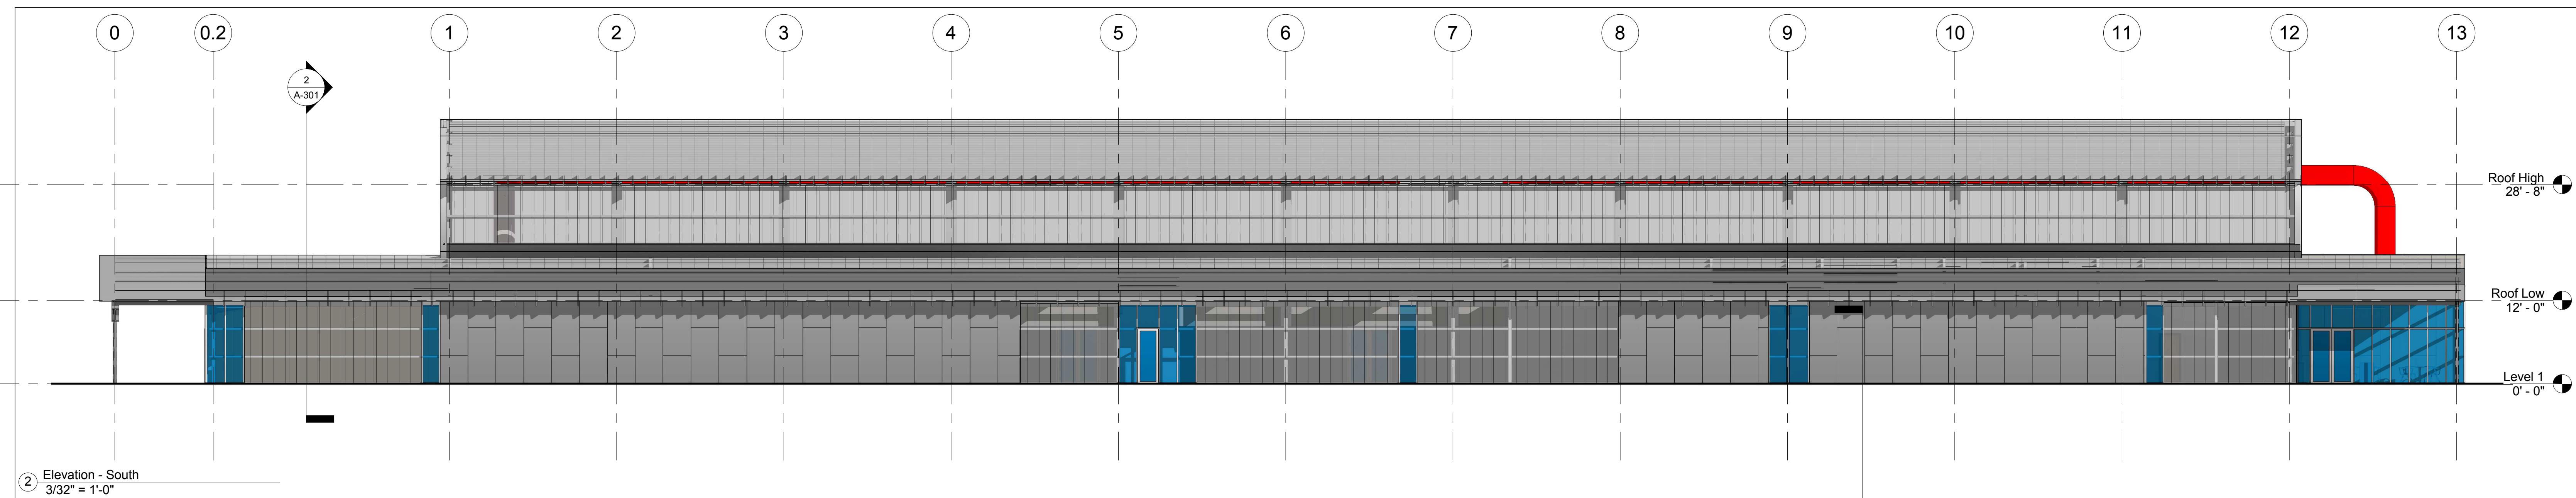 0
0.2
1
2
3
4
5
6
7
8
9
10
11
12
13
2
A-301
Roof High
28' - 8"
Roof Low
12' - 0"
Level 1
0' - 0"
2
Elevation - South
3/32" = 1'-0"